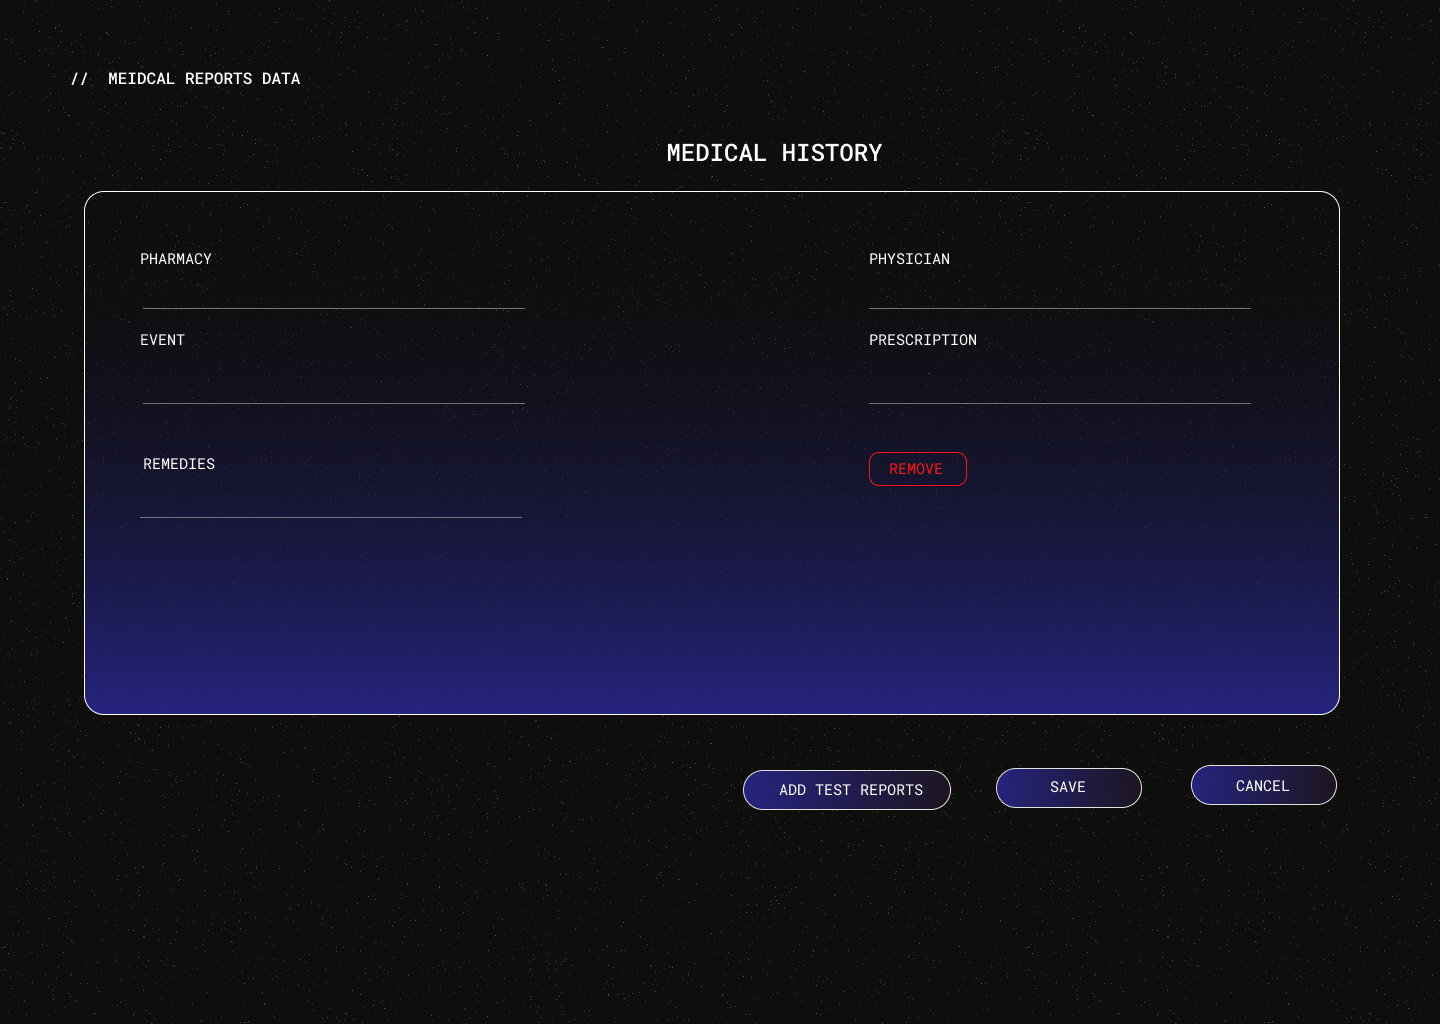 // MEIDCAL REPORTS DATA
MEDICAL HISTORY
PHARMACY
PHYSICIAN
EVENT
PRESCRIPTION
REMEDIES
REMOVE
ADD TEST REPORTS
SAVE
CANCEL